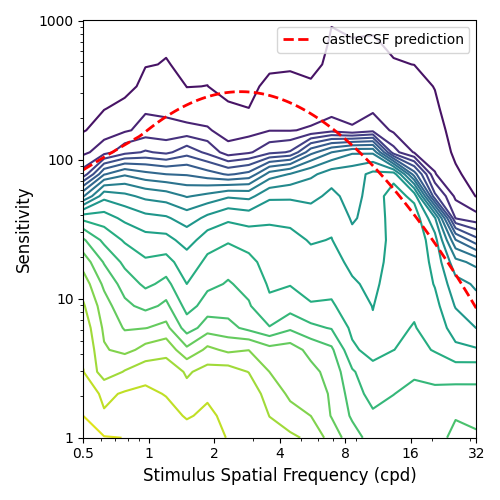 1000
castleCSF prediction
100
Sensitivity
10
1
0.5 1 2 4 8 16 32
Stimulus Spatial Frequency (cpd)